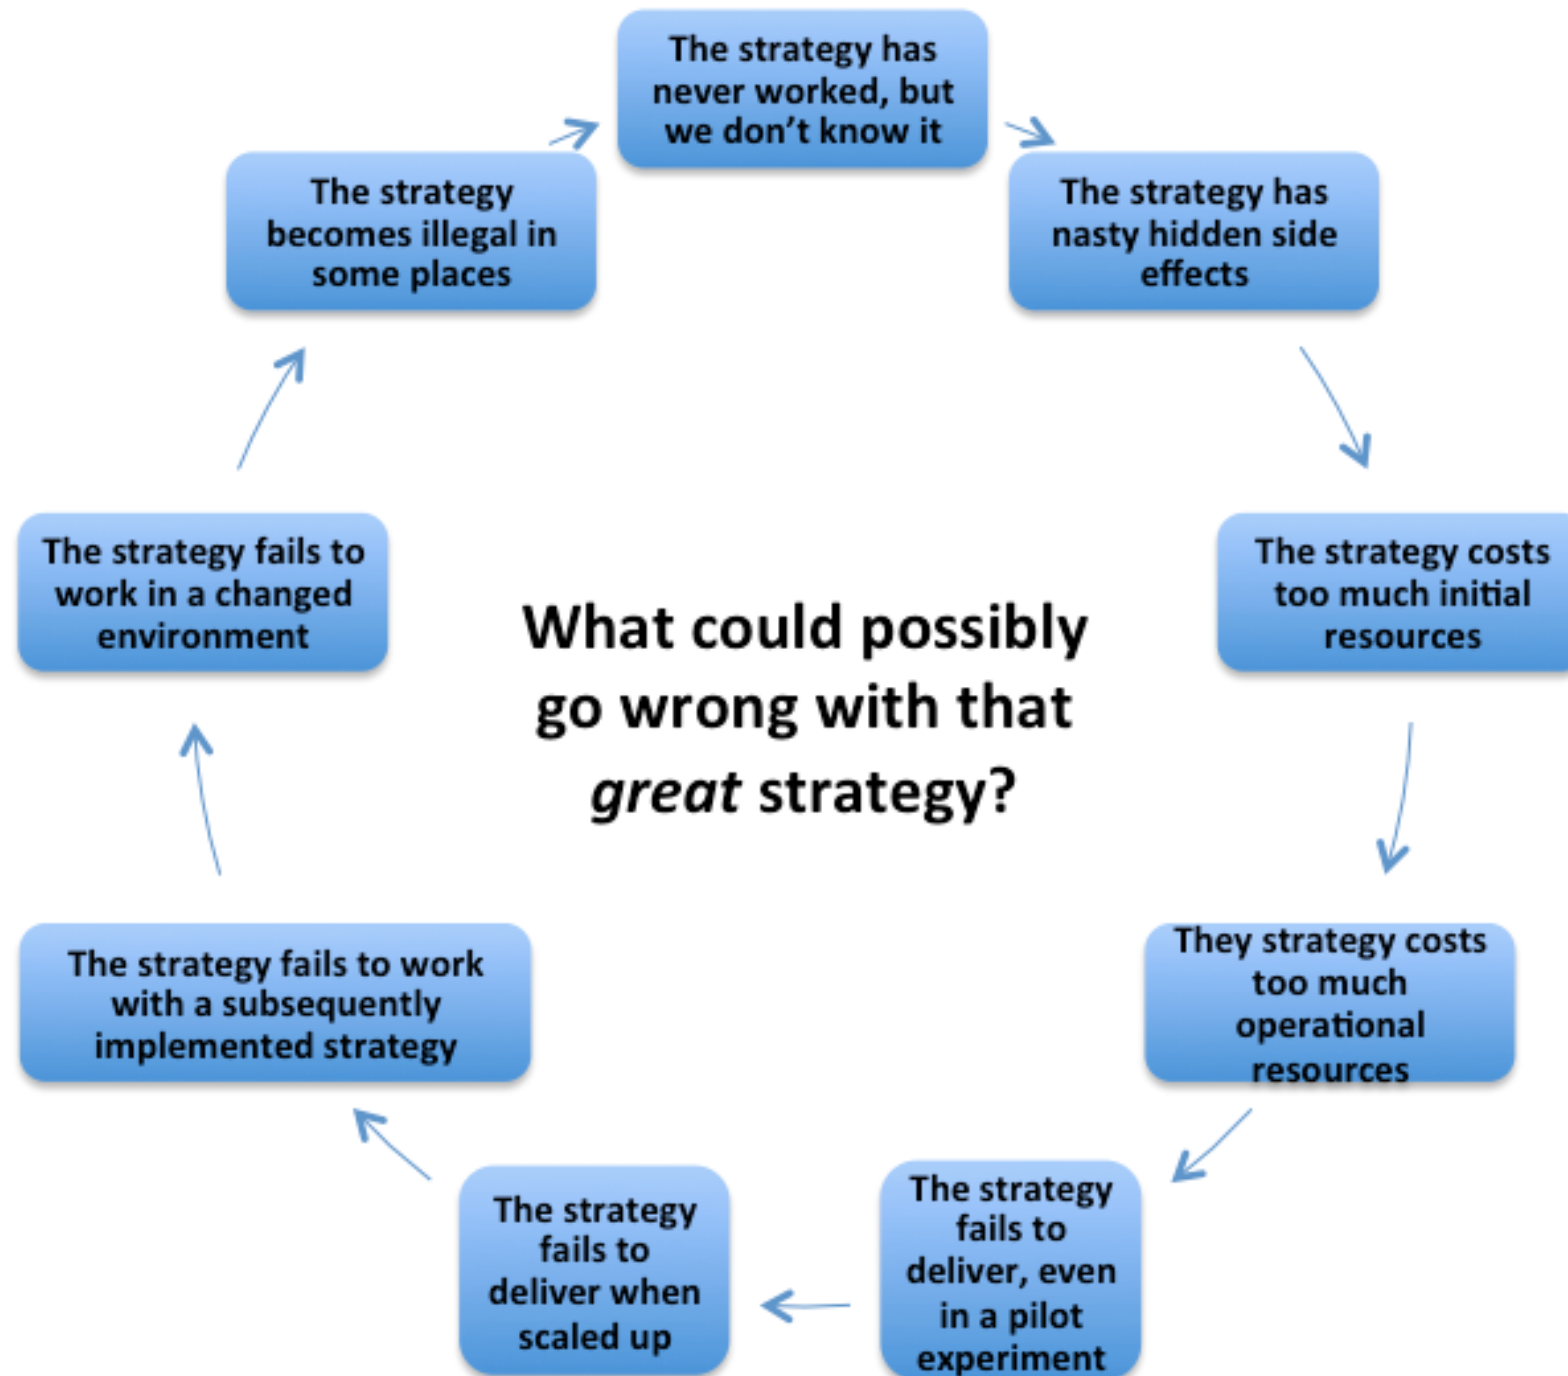 The strategy has
never worked, but
we don’t know it
The strategy has
nasty hidden side
effects
The strategy costs
too much initial
resources
They strategy costs
too much
operational
resources
The strategy
fails to
deliver, even
in a pilot
experiment
The strategy
fails to
deliver when
scaled up
The strategy fails to work
with a subsequently
implemented strategy
The strategy fails to
work in a changed
environment
The strategy
becomes illegal in
some places
What could possibly
go wrong with that
great strategy?